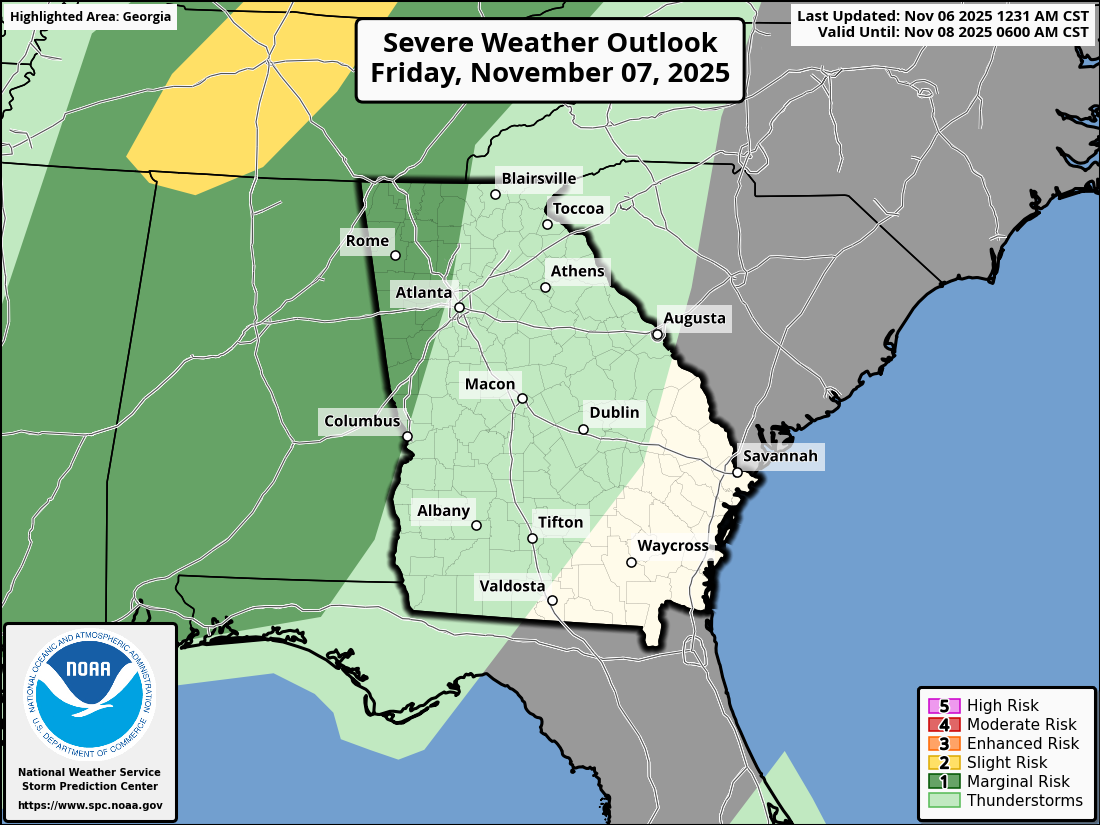 Highlighted Area: Georgia
Severe Weather Outlook
Friday, November 07, 2025
Last Updated: Nov 06 2025 1231 AM CST
Valid Until: Nov 08 2025 0600 AM CST
Blairsville
Toccoa
Rome
Athens
Atlanta
Augusta
Macon
Dublin
Columbus
Savannah
Albany
Tifton
Waycross
Valdosta
NATIONAL OCEANIC AND ATMOSPHERIC ADMINISTRATION
NOAA
U.S. DEPARTMENT OF COMMERCE
National Weather Service
Storm Prediction Center
https://www.spc.noaa.gov
5 High Risk
4 Moderate Risk
3 Enhanced Risk
2 Slight Risk
1 Marginal Risk
Thunderstorms